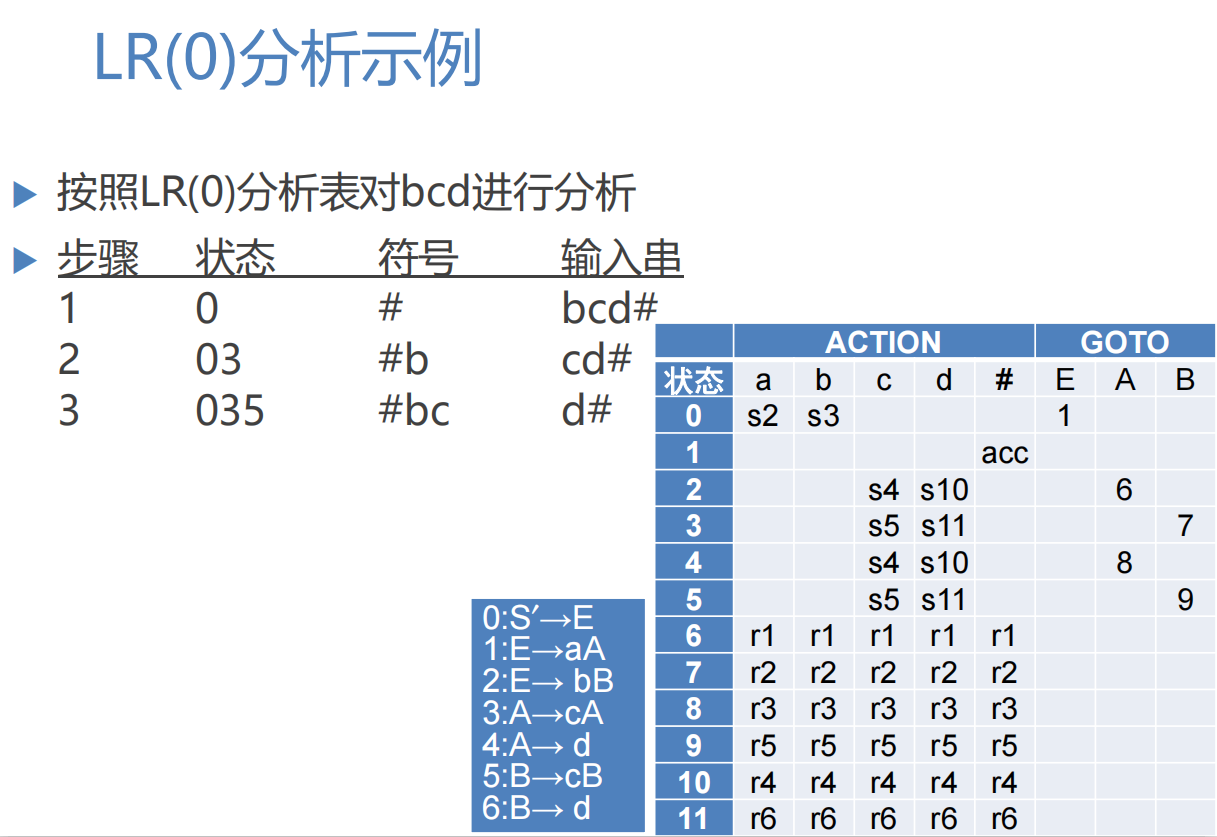 LR(0)分析示例
按照LR(0)分析表对bcd进行分析
步骤 状态 符号 输入串
1 0 # bcd#
2 03 #b cd#
3 035 #bc d#
ACTION GOTO
状态 a b c d # E A B
0 s2 s3 1
1 acc
2 s4 s10 6
3 s5 s11 7
4 s4 s10 8
5 s5 s11 9
6 r1 r1 r1 r1 r1
7 r2 r2 r2 r2 r2
8 r3 r3 r3 r3 r3
9 r5 r5 r5 r5 r5
10 r4 r4 r4 r4 r4
11 r6 r6 r6 r6 r6
0:S′→E
1:E→aA
2:E→ bB
3:A→cA
4:A→ d
5:B→cB
6:B→ d